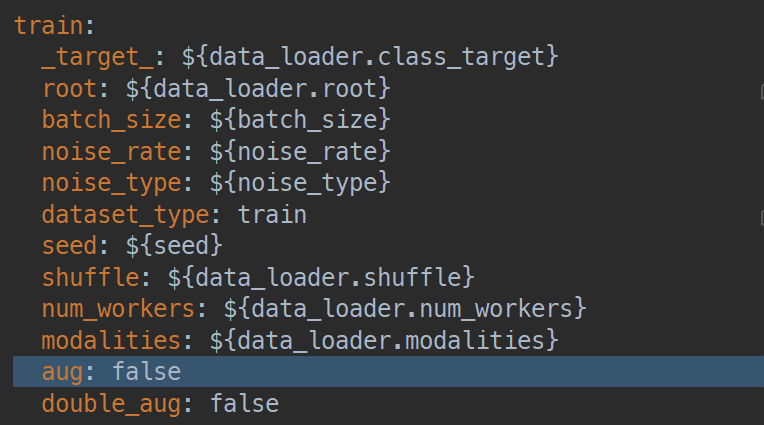 train:
  _target_: ${data_loader.class_target}
  root: ${data_loader.root}
  batch_size: ${batch_size}
  noise_rate: ${noise_rate}
  noise_type: ${noise_type}
  dataset_type: train
  seed: ${seed}
  shuffle: ${data_loader.shuffle}
  num_workers: ${data_loader.num_workers}
  modalities: ${data_loader.modalities}
  aug: false
  double_aug: false